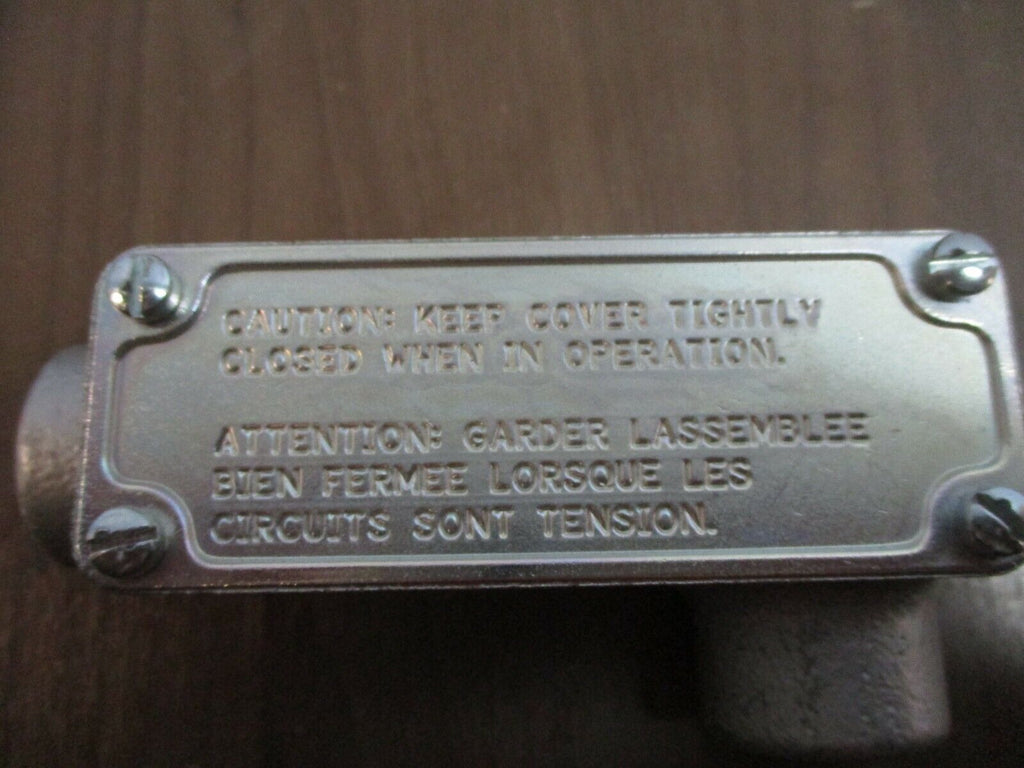 CAUTION: KEEP COVER TIGHTLY
CLOSED WHEN IN OPERATION.
ATTENTION: GARDER LASSEMBLEE
BIEN FERMEE LORSQUE LES
CIRCUITS SONT TENSION.